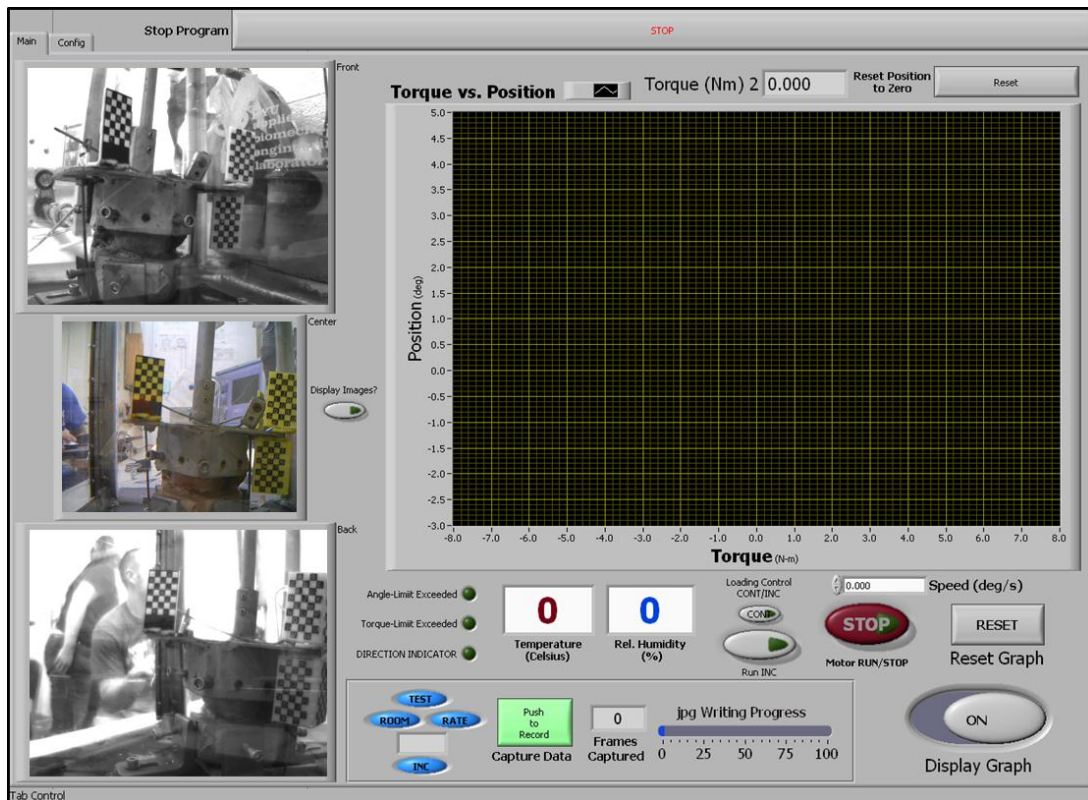 Main
Config
Stop Program
STOP
Front
Torque vs. Position
Torque (Nm) 2
0.000
Reset Position
to Zero
Reset
applie
biomec
engin
laborator
5.0
4.5
4.0
3.5
3.0
2.5
2.0
1.5
1.0
0.5
0.0
-0.5
-1.0
-1.5
-2.0
-2.5
-3.0
Position (deg)
-8.0 -7.0 -6.0 -5.0 -4.0 -3.0 -2.0 -1.0 0.0 1.0 2.0 3.0 4.0 5.0 6.0 7.0 8.0
Torque (N-m)
Center
Display Images?
Back
Angle-Limit Exceeded
Torque-Limit Exceeded
DIRECTION INDICATOR
0
Temperature
(Celsius)
0
Rel. Humidity
(%)
Loading Control
CONT/INC
CONT
Run INC
0.000
Speed (deg/s)
STOP
Motor RUN/STOP
RESET
Reset Graph
TEST
ROOM
RATE
INC
Push
to
Record
Capture Data
0
Frames
Captured
jpg Writing Progress
0 25 50 75 100
ON
Display Graph
Tab Control